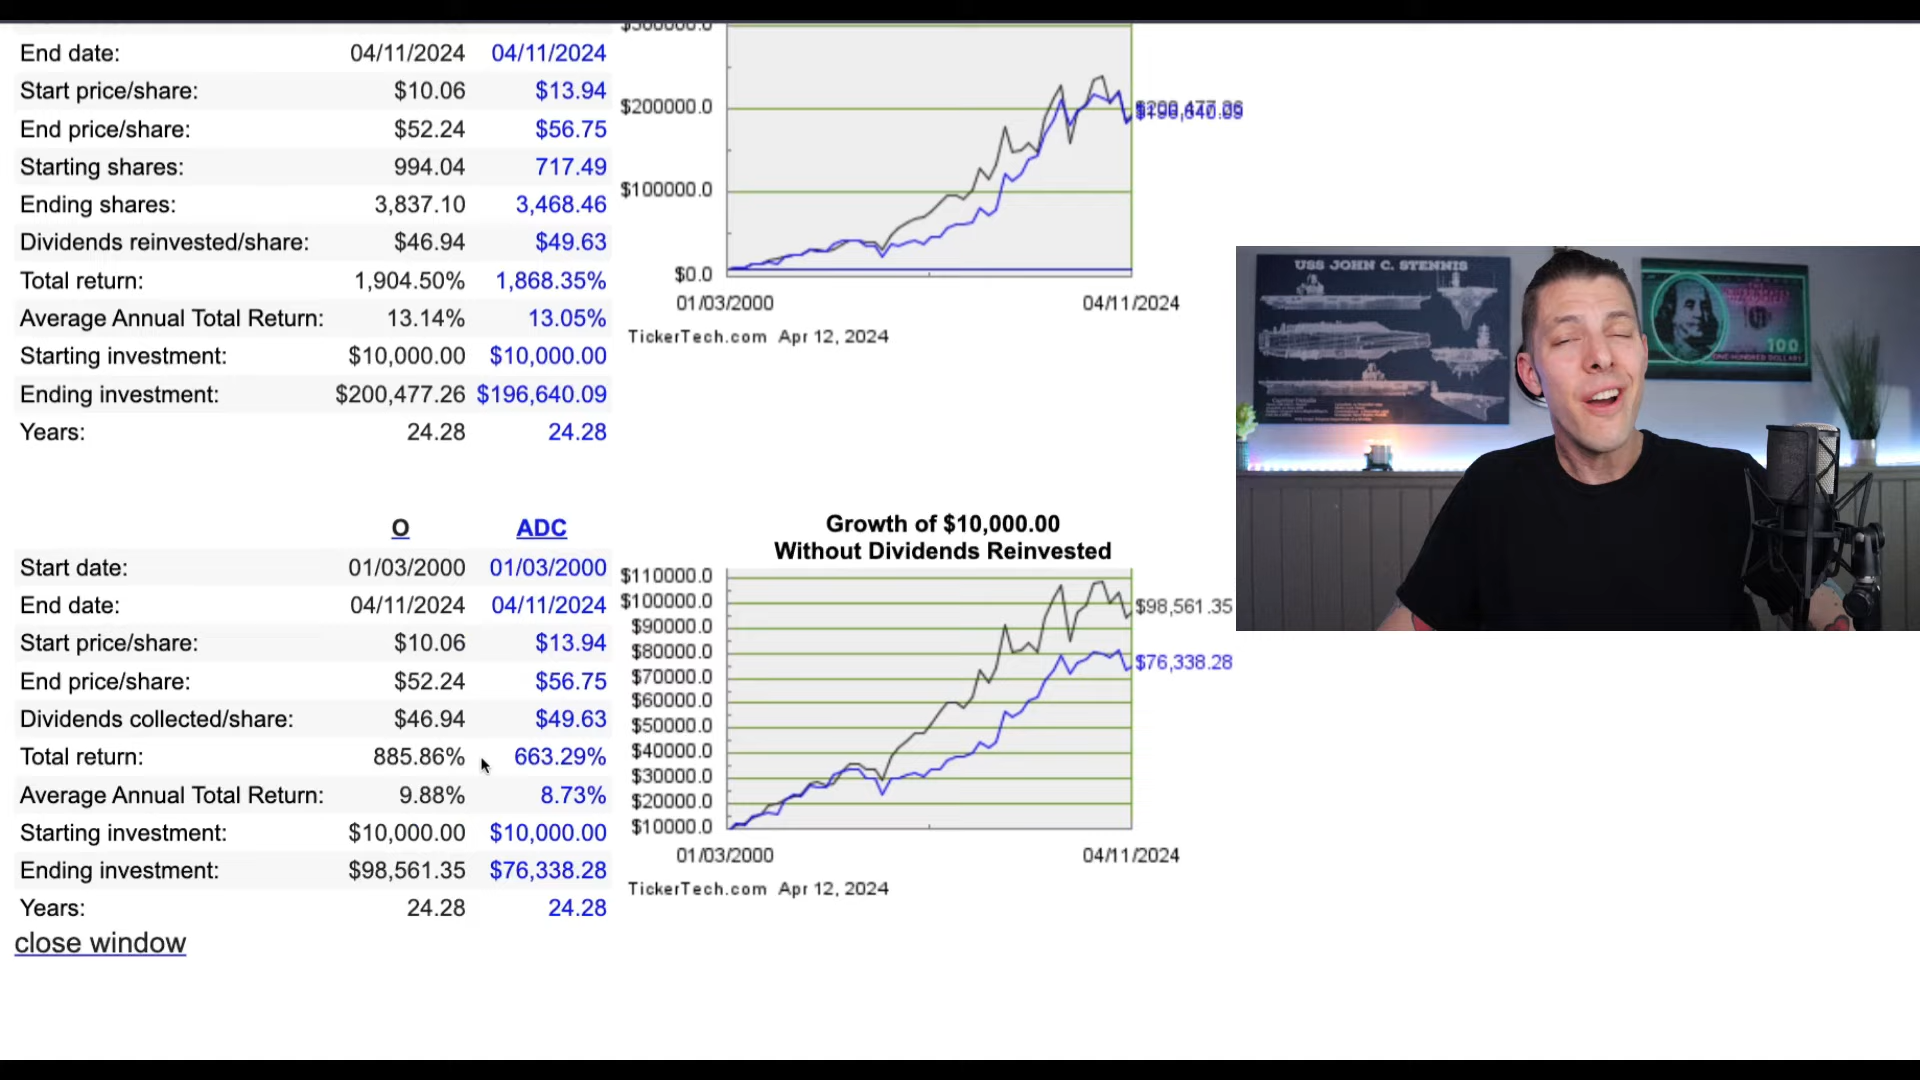 $300000.0
End date: 04/11/2024 04/11/2024
Start price/share: $10.06 $13.94
End price/share: $52.24 $56.75
Starting shares: 994.04 717.49
Ending shares: 3,837.10 3,468.46
Dividends reinvested/share: $46.94 $49.63
Total return: 1,904.50% 1,868.35%
Average Annual Total Return: 13.14% 13.05%
Starting investment: $10,000.00 $10,000.00
Ending investment: $200,477.26 $196,640.09
Years: 24.28 24.28
$200000.0
$200,477.26
$196,640.09
$100000.0
$0.0
01/03/2000 04/11/2024
TickerTech.com Apr 12, 2024
USS JOHN C. STENNIS
100
ONE HUNDRED DOLLARS
O ADC
Start date: 01/03/2000 01/03/2000
End date: 04/11/2024 04/11/2024
Start price/share: $10.06 $13.94
End price/share: $52.24 $56.75
Dividends collected/share: $46.94 $49.63
Total return: 885.86% 663.29%
Average Annual Total Return: 9.88% 8.73%
Starting investment: $10,000.00 $10,000.00
Ending investment: $98,561.35 $76,338.28
Years: 24.28 24.28
close window
Growth of $10,000.00
Without Dividends Reinvested
$110000.0
$100000.0
$98,561.35
$90000.0
$80000.0
$76,338.28
$70000.0
$60000.0
$50000.0
$40000.0
$30000.0
$20000.0
$10000.0
01/03/2000 04/11/2024
TickerTech.com Apr 12, 2024